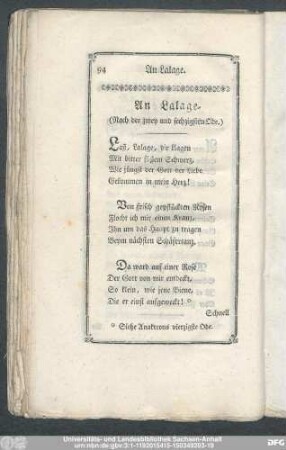 94 An Lalage.
An Lalage.
(Nach der zwey und sechzigsten Ode.)
Laß, Lalage, dir klagen
Mit bitter süßem Schmerz,
Wie jüngst der Gott der Liebe
Gekommen in mein Herz!
Von frisch gepflückten Rosen
Flocht ich mir einen Kranz,
Ihn um das Haupt zu tragen
Beym nächsten Schäfertanz.
Da ward auf einer Rose
Der Gott von mir entdeckt,
So klein, wie jene Biene,
Die er einst aufgeweckt! *
Schnell
* Siehe Anakreons vierzigste Ode.
Universitäts- und Landesbibliothek Sachsen-Anhalt
DFG